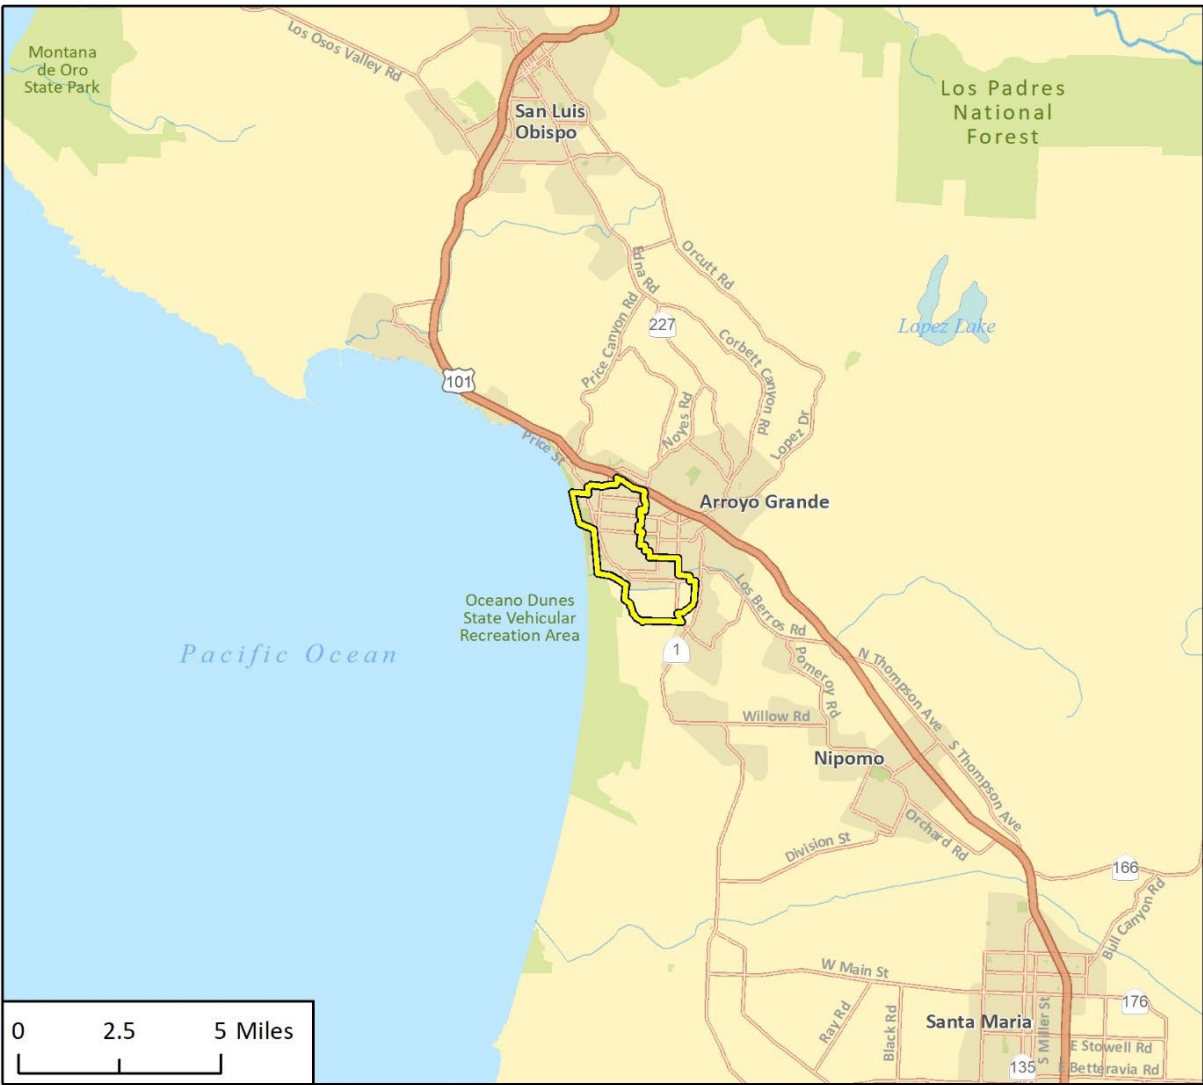 Los Osos Valley Rd
Montana
de Oro
State Park
San Luis
Obispo
Los Padres
National
Forest
Orcutt Rd
Edna Rd
Price Canyon Rd
227
Corbett Canyon Rd
Lopez Lake
101
Noyes Rd
Lopez Dr
Price St
Arroyo Grande
Oceano Dunes
State Vehicular
Recreation Area
Los Berros Rd
Pacific Ocean
1
Pomeroy Rd
N Thompson Ave
Willow Rd
Nipomo
S Thompson Ave
Orchard Rd
Division St
166
Bull Canyon Rd
W Main St
176
Ray Rd
Black Rd
Santa Maria
S Miller St
E Stowell Rd
E Betteravia Rd
135
0 2.5 5 Miles